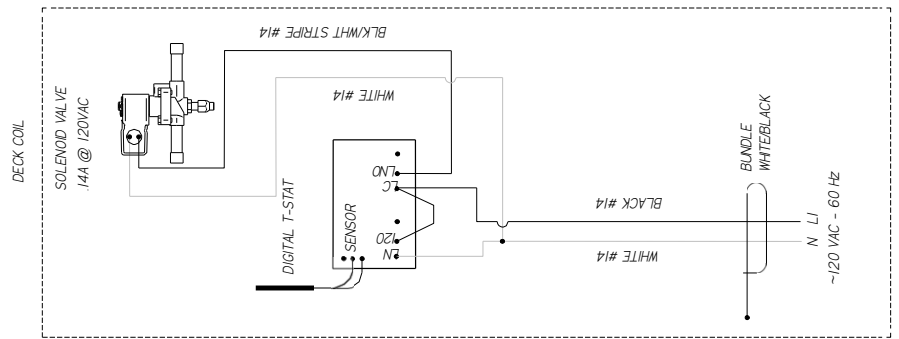 DECK COIL
SOLENOID VALVE
.14A @ 120VAC
BLK/WHT STRIPE #14
WHITE #14
DIGITAL T-STAT
SENSOR
LNO
LC
120
LN
BLACK #14
WHITE #14
BUNDLE
WHITE/BLACK
N L1
~120 VAC - 60 Hz